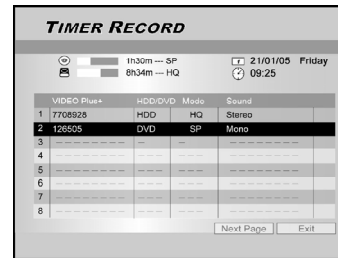 TIMER RECORD
1h30m --- SP 21/01/05 Friday
8h34m --- HQ 09:25
VIDEO Plus+ HDD/DVD Mode Sound
1 7708928 HDD HQ Stereo
2 126505 DVD SP Mono
3 -------- - -
4 -------- --- --- ---
5 -------- --- --- ---
6 -------- --- --- ---
7 -------- --- --- ---
8 -------- --- --- ---
Next Page Exit